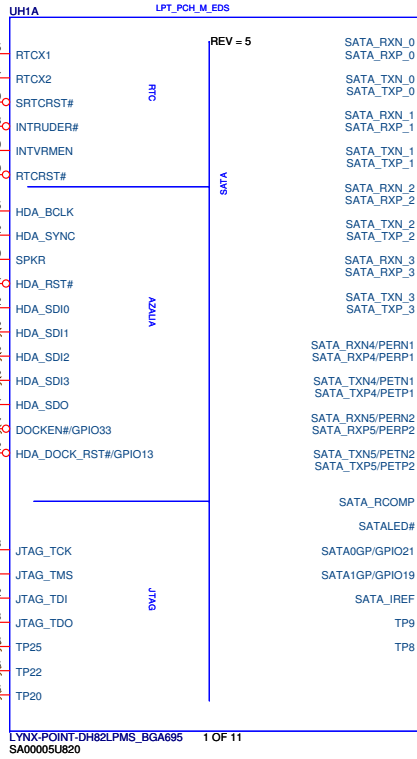 UH1A
LPT_PCH_M_EDS
REV = 5
RTCX1
RTCX2
SRTCRST#
INTRUDER#
INTVRMEN
RTCRST#
RTC
HDA_BCLK
HDA_SYNC
SPKR
HDA_RST#
HDA_SDI0
HDA_SDI1
HDA_SDI2
HDA_SDI3
HDA_SDO
DOCKEN#/GPIO33
HDA_DOCK_RST#/GPIO13
AZALIA
JTAG_TCK
JTAG_TMS
JTAG_TDI
JTAG_TDO
TP25
TP22
TP20
JTAG
SATA
SATA_RXN_0
SATA_RXP_0
SATA_TXN_0
SATA_TXP_0
SATA_RXN_1
SATA_RXP_1
SATA_TXN_1
SATA_TXP_1
SATA_RXN_2
SATA_RXP_2
SATA_TXN_2
SATA_TXP_2
SATA_RXN_3
SATA_RXP_3
SATA_TXN_3
SATA_TXP_3
SATA_RXN4/PERN1
SATA_RXP4/PERP1
SATA_TXN4/PETN1
SATA_TXP4/PETP1
SATA_RXN5/PERN2
SATA_RXP5/PERP2
SATA_TXN5/PETN2
SATA_TXP5/PETP2
SATA_RCOMP
SATALED#
SATA0GP/GPIO21
SATA1GP/GPIO19
SATA_IREF
TP9
TP8
LYNX-POINT-DH82LPMS_BGA695 1 OF 11
SA00005U820